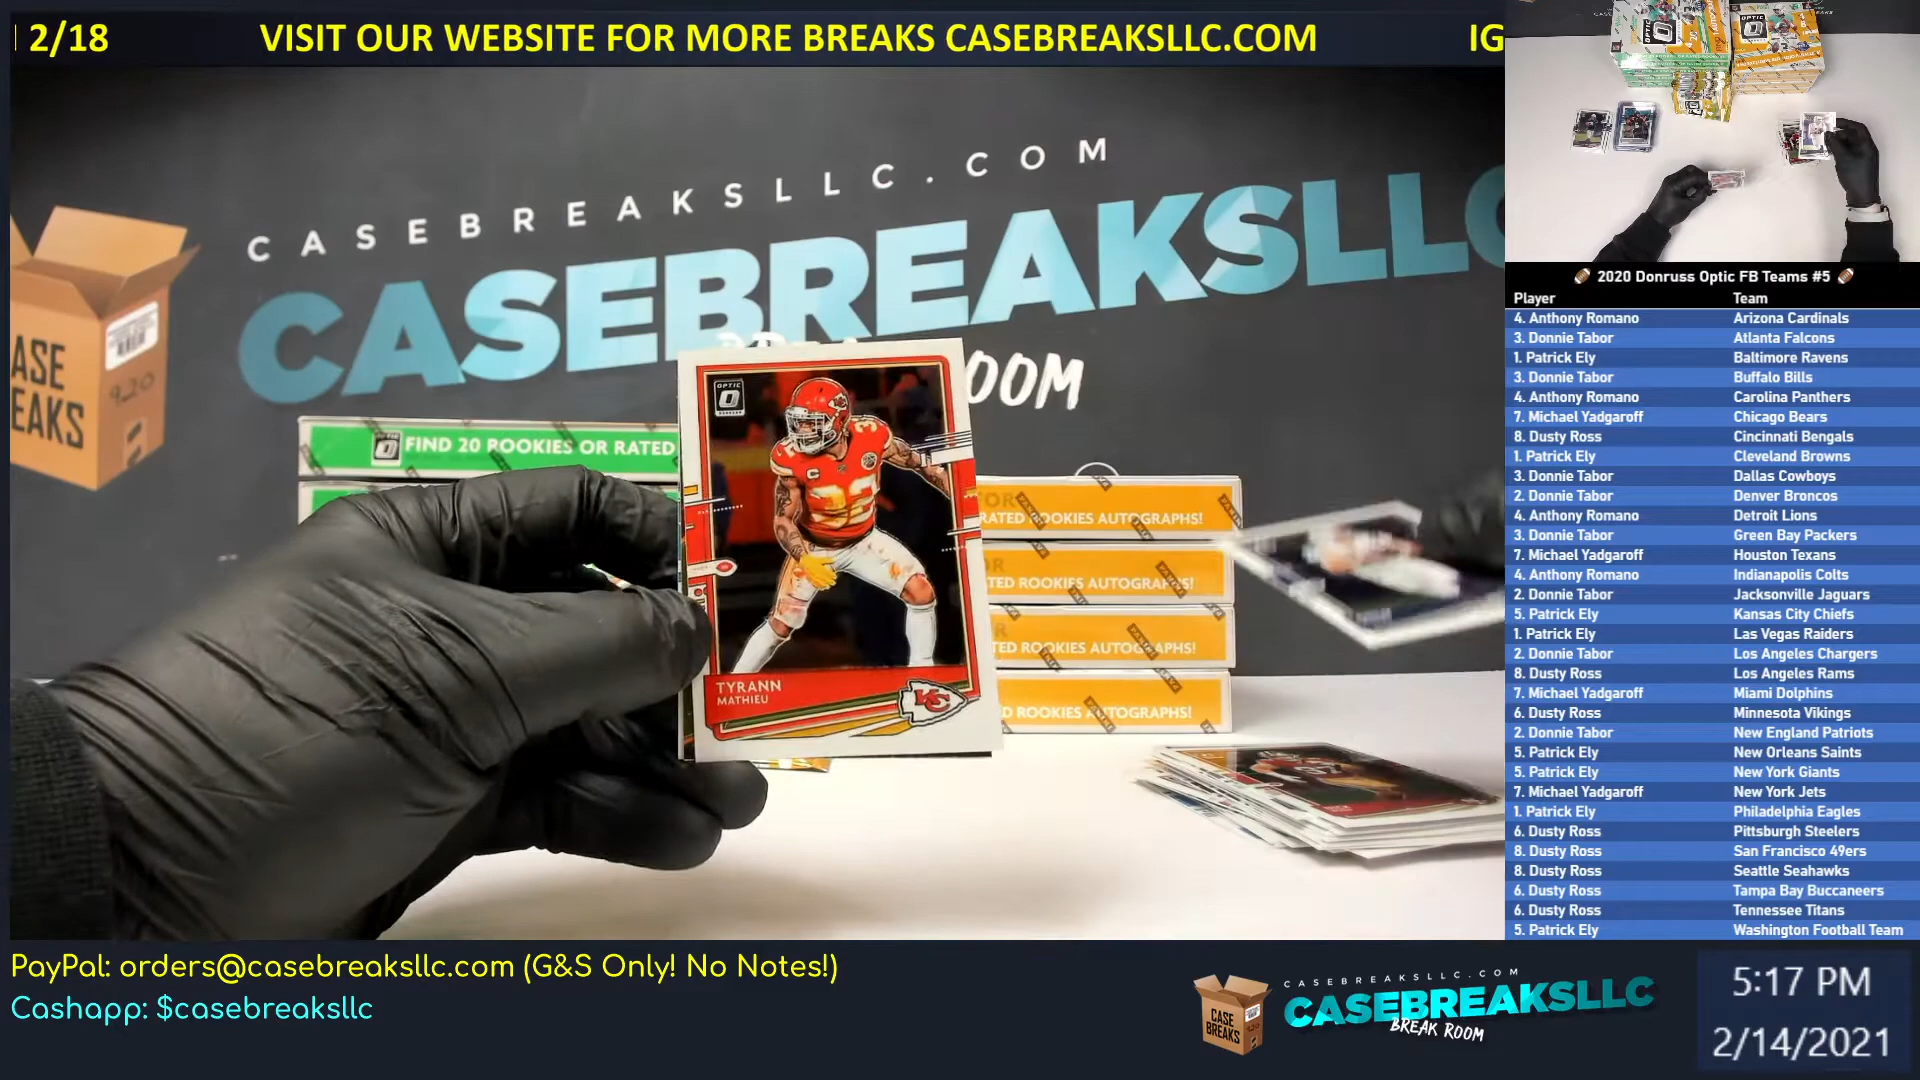 2/18
VISIT OUR WEBSITE FOR MORE BREAKS CASEBREAKSLLC.COM
IG
CASEBREAKSLLC.COM
CASEBREAKSLLC
OOM
ASE
EAKS
CASE
BREAKS
920
FIND 20 ROOKIES OR RATED
OPTIC
TYRANN
MATHIEU
KC
32
FOR
RATED ROOKIES AUTOGRAPHS!
TED ROOKIES AUTOGRAPHS!
TED ROOKIES AUTOGRAPHS!
D ROOKIES AUTOGRAPHS!
2020 Donruss Optic FB Teams #5
Player Team
4. Anthony Romano Arizona Cardinals
3. Donnie Tabor Atlanta Falcons
1. Patrick Ely Baltimore Ravens
3. Donnie Tabor Buffalo Bills
4. Anthony Romano Carolina Panthers
7. Michael Yadgaroff Chicago Bears
8. Dusty Ross Cincinnati Bengals
1. Patrick Ely Cleveland Browns
3. Donnie Tabor Dallas Cowboys
2. Donnie Tabor Denver Broncos
4. Anthony Romano Detroit Lions
3. Donnie Tabor Green Bay Packers
7. Michael Yadgaroff Houston Texans
4. Anthony Romano Indianapolis Colts
2. Donnie Tabor Jacksonville Jaguars
5. Patrick Ely Kansas City Chiefs
1. Patrick Ely Las Vegas Raiders
2. Donnie Tabor Los Angeles Chargers
8. Dusty Ross Los Angeles Rams
7. Michael Yadgaroff Miami Dolphins
6. Dusty Ross Minnesota Vikings
2. Donnie Tabor New England Patriots
5. Patrick Ely New Orleans Saints
5. Patrick Ely New York Giants
7. Michael Yadgaroff New York Jets
1. Patrick Ely Philadelphia Eagles
6. Dusty Ross Pittsburgh Steelers
8. Dusty Ross San Francisco 49ers
8. Dusty Ross Seattle Seahawks
6. Dusty Ross Tampa Bay Buccaneers
6. Dusty Ross Tennessee Titans
5. Patrick Ely Washington Football Team
PayPal: orders@casebreaksllc.com (G&S Only! No Notes!)
Cashapp: $casebreaksllc
CASE
BREAKS
CASEBREAKSLLC.COM
CASEBREAKSLLC
BREAK ROOM
5:17 PM
2/14/2021